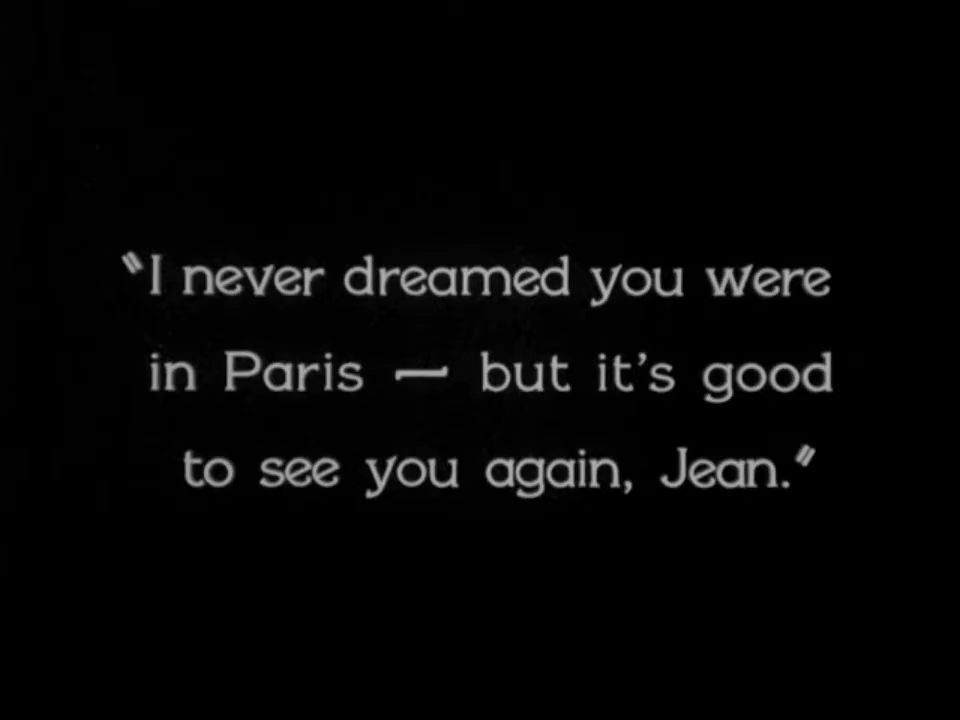 "I never dreamed you were
in Paris — but it's good
to see you again, Jean."